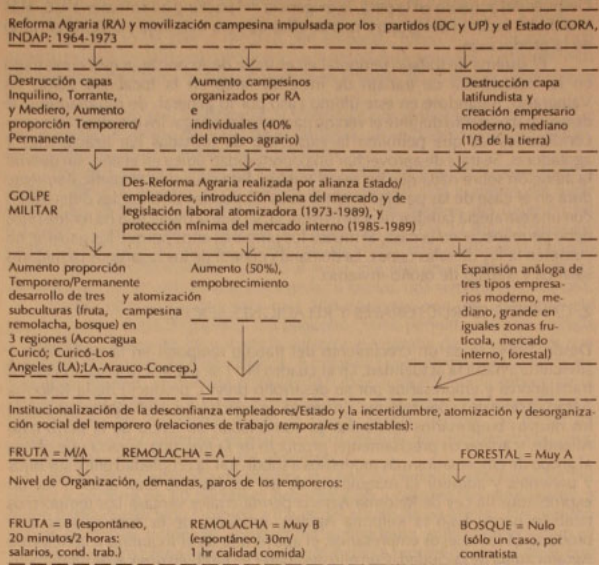 Reforma Agraria (RA) y movilización campesina impulsada por los partidos (DC y UP) y el Estado (CORA,
INDAP: 1964-1973
Destrucción capas
Inquilino, Torrante,
y Mediero, Aumento
proporción Temporero/
Permanente
Aumento campesinos
organizados por RA
e
individuales (40%
del empleo agrario)
Destrucción capa
latifundista y
creación empresario
moderno, mediano
(1/3 de la tierra)
GOLPE
MILITAR
Des-Reforma Agraria realizada por alianza Estado/
empleadores, introducción plena del mercado y de
legislación laboral atomizadora (1973-1989), y
protección mínima del mercado interno (1985-1989)
Aumento proporción
Temporero/Permanente
desarrollo de tres
subculturas (fruta,
remolacha, bosque) en
3 regiones (Aconcagua
Curicó; Curicó-Los
Angeles (LA);LA-Arauco-Concep.)
Aumento (50%),
empobrecimiento
y atomización
campesina
Expansión análoga de
tres tipos empresa-
rios moderno, me-
diano, grande en
iguales zonas fru-
tícola, mercado
interno, forestal)
Institucionalización de la desconfianza empleadores/Estado y la incertidumbre, atomización y desorganiza-
ción social del temporero (relaciones de trabajo temporales e inestables):
FRUTA = M/A REMOLACHA = A FORESTAL = Muy A
Nivel de Organización, demandas, paros de los temporeros:
FRUTA = B (espontáneo,
20 minutos/2 horas:
salarios, cond. trab.)
REMOLACHA = Muy B
(espontáneo, 30m/
1 hr calidad comida)
BOSQUE = Nulo
(sólo un caso, por
contratista